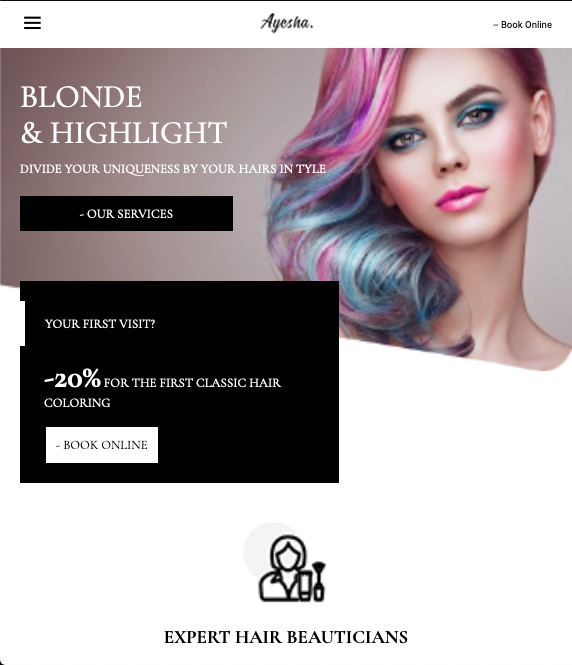 Ayesha.
– Book Online
BLONDE
& HIGHLIGHT
DIVIDE YOUR UNIQUENESS BY YOUR HAIRS IN TYLE
- OUR SERVICES
YOUR FIRST VISIT?
-20% FOR THE FIRST CLASSIC HAIR
COLORING
- BOOK ONLINE
EXPERT HAIR BEAUTICIANS